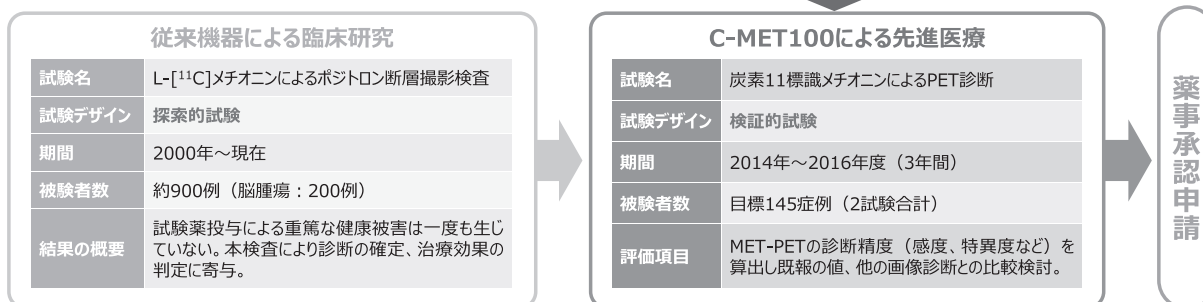 従来機器による臨床研究
試験名 L-[¹¹C]メチオニンによるポジトロン断層撮影検査
試験デザイン 探索的試験
期間 2000年～現在
被験者数 約900例（脳腫瘍：200例）
結果の概要 試験薬投与による重篤な健康被害は一度も生じ
ていない。本検査により診断の確定、治療効果の
判定に寄与。
C-MET100による先進医療
試験名 炭素11標識メチオニンによるPET診断
試験デザイン 検証的試験
期間 2014年～2016年度（3年間）
被験者数 目標145症例（2試験合計）
評価項目 MET-PETの診断精度（感度、特異度など）を
算出し既報の値、他の画像診断との比較検討。
薬事承認申請